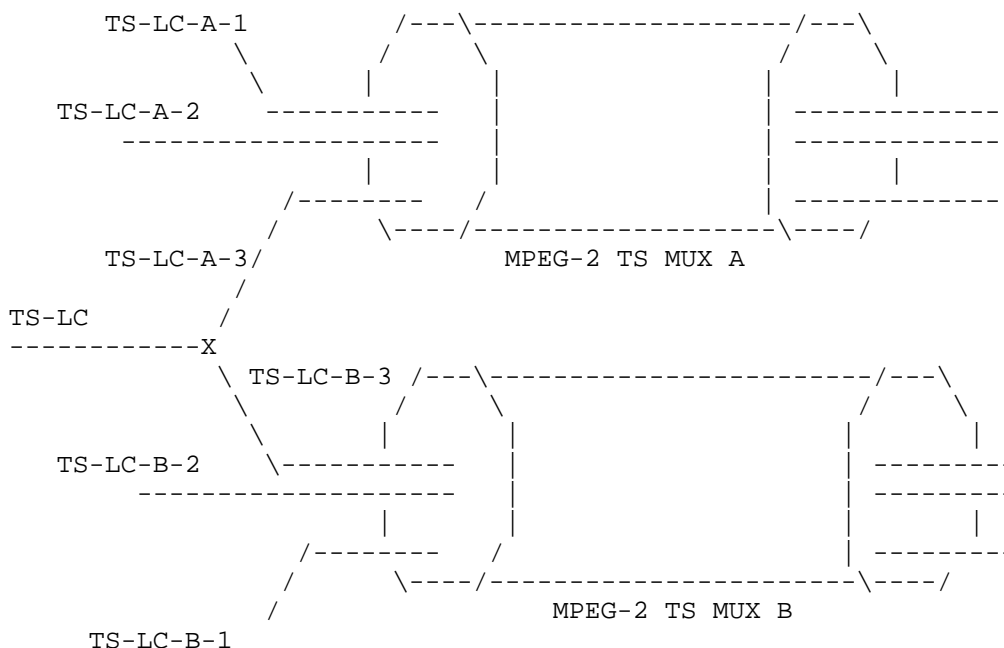 TS-LC-A-1
TS-LC-A-2
TS-LC-A-3
MPEG-2 TS MUX A
TS-LC
X
TS-LC-B-3
TS-LC-B-2
MPEG-2 TS MUX B
TS-LC-B-1